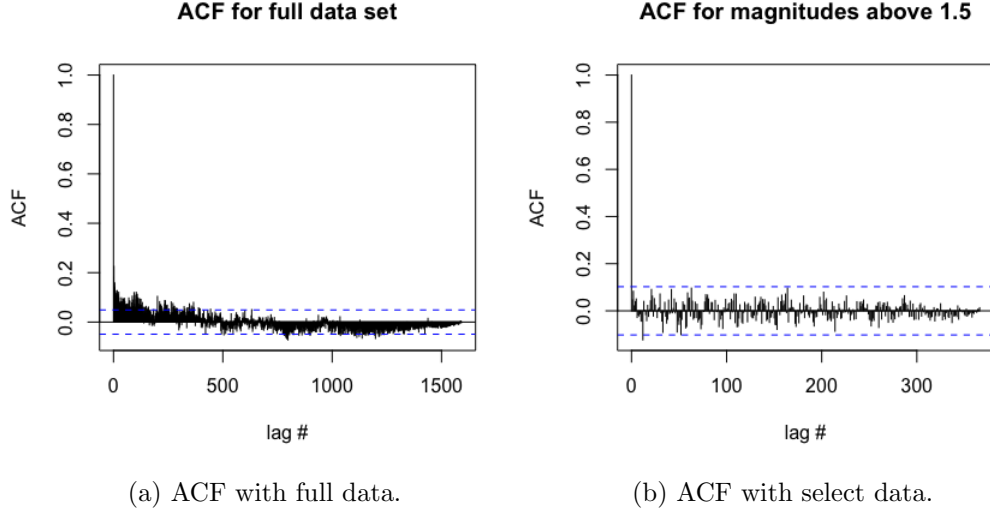 ACF for full data set
ACF
1.0
0.8
0.6
0.4
0.2
0.0
0 500 1000 1500
lag #
(a) ACF with full data.
ACF for magnitudes above 1.5
ACF
1.0
0.8
0.6
0.4
0.2
0.0
0 100 200 300
lag #
(b) ACF with select data.